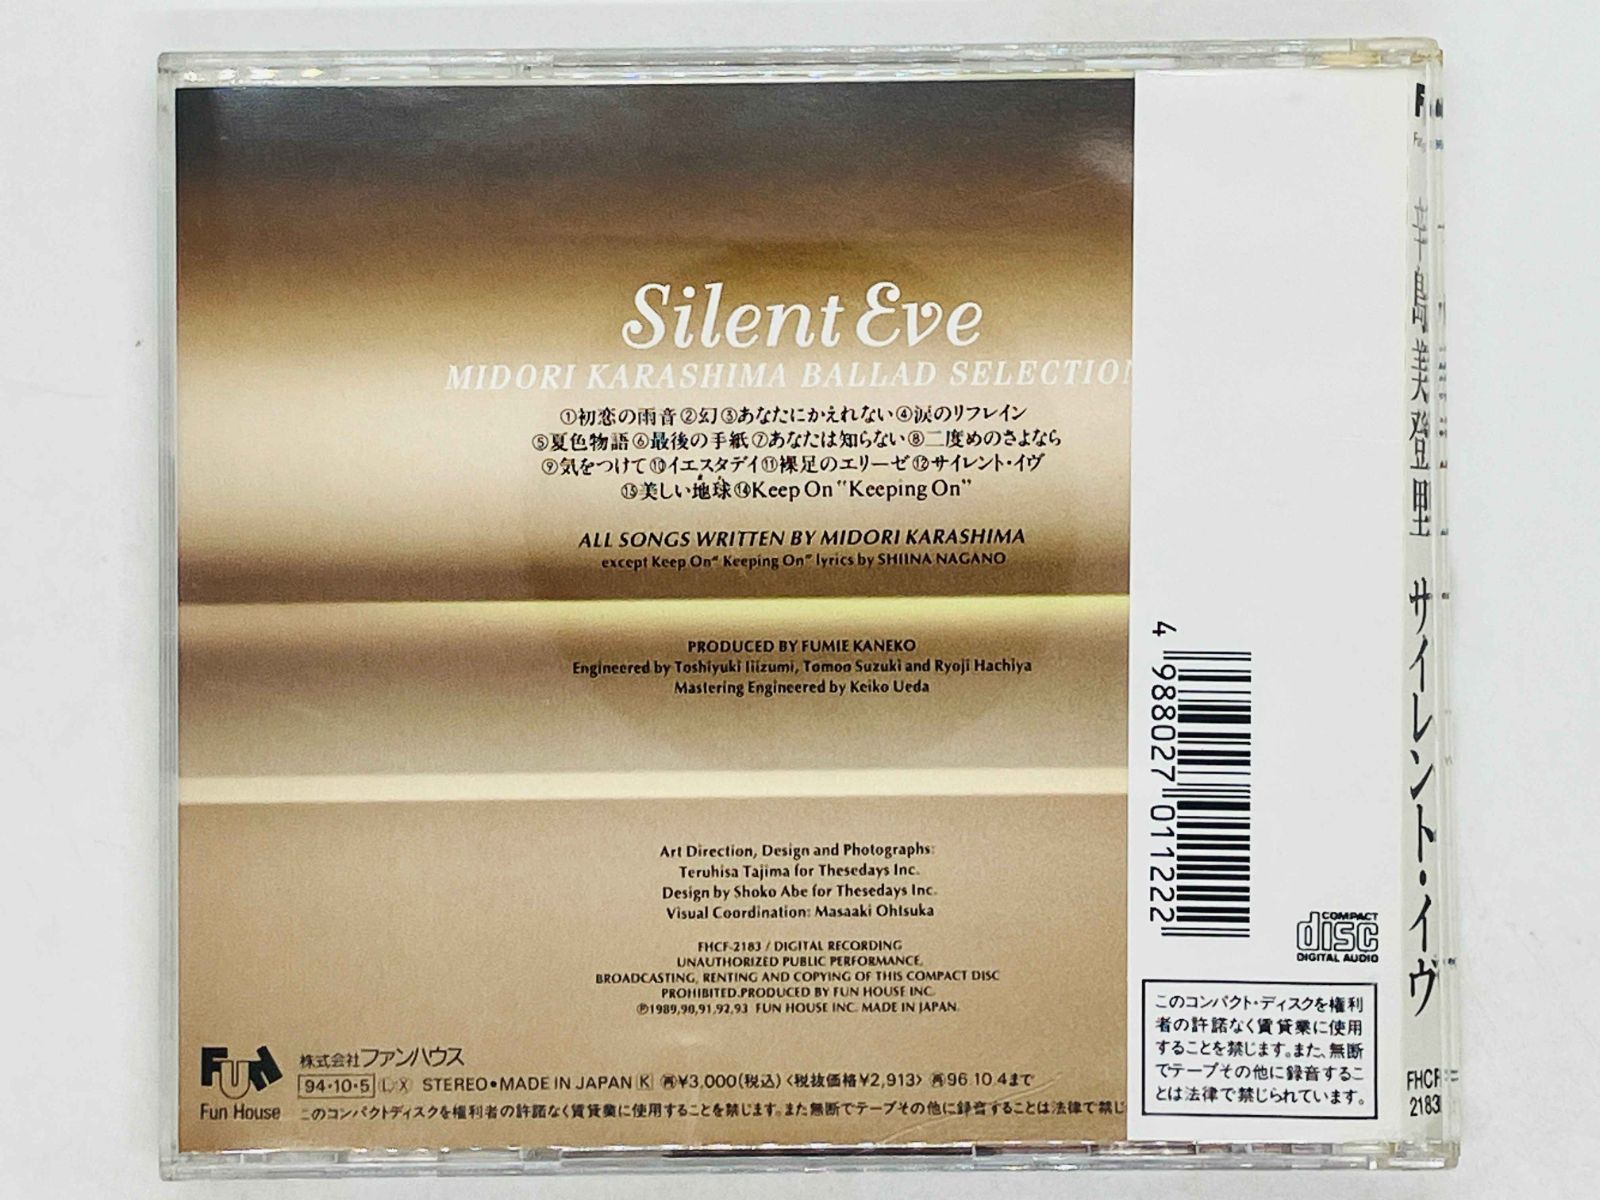 Silent Eve
MIDORI KARASHIMA BALLAD SELECTION
①初恋の雨音②幻③あなたにかえれない④涙のリフレイン
⑤夏色物語⑥最後の手紙⑦あなたは知らない⑧二度めのさよなら
⑨気をつけて⑩イエスタデイ⑪裸足のエリーゼ⑫サイレント・イヴ
⑬美しい地球⑭Keep On "Keeping On"
ALL SONGS WRITTEN BY MIDORI KARASHIMA
except Keep On" Keeping On" lyrics by SHIINA NAGANO
PRODUCED BY FUMIE KANEKO
Engineered by Toshiyuki Iiizumi, Tomoo Suzuki and Ryoji Hachiya
Mastering Engineered by Keiko Ueda
Art Direction, Design and Photographs:
Teruhisa Tajima for Thesedays Inc.
Design by Shoko Abe for Thesedays Inc.
Visual Coordination: Masaaki Ohtsuka
FHCF-2183 / DIGITAL RECORDING
UNAUTHORIZED PUBLIC PERFORMANCE,
BROADCASTING, RENTING AND COPYING OF THIS COMPACT DISC
PROHIBITED.PRODUCED BY FUN HOUSE INC.
Ⓟ1989,90,91,92,93 FUN HOUSE INC. MADE IN JAPAN.
Fun
Fun House
株式会社ファンハウス
94・10・5 L X STEREO●MADE IN JAPAN K 再¥3,000(税込)〈税抜価格¥2,913〉再96.10.4まで
このコンパクトディスクを権利者の許諾なく賃貸業に使用することを禁じます。また無断でテープその他に録音することは法律で禁じ
4 988027 011222
COMPACT
disc
DIGITAL AUDIO
このコンパクト・ディスクを権利
者の許諾なく賃貸業に使用
することを禁じます。また、無断
でテープその他に録音するこ
とは法律で禁じられています。
辛島美登里 サイレント・イヴ
FHCF
2183